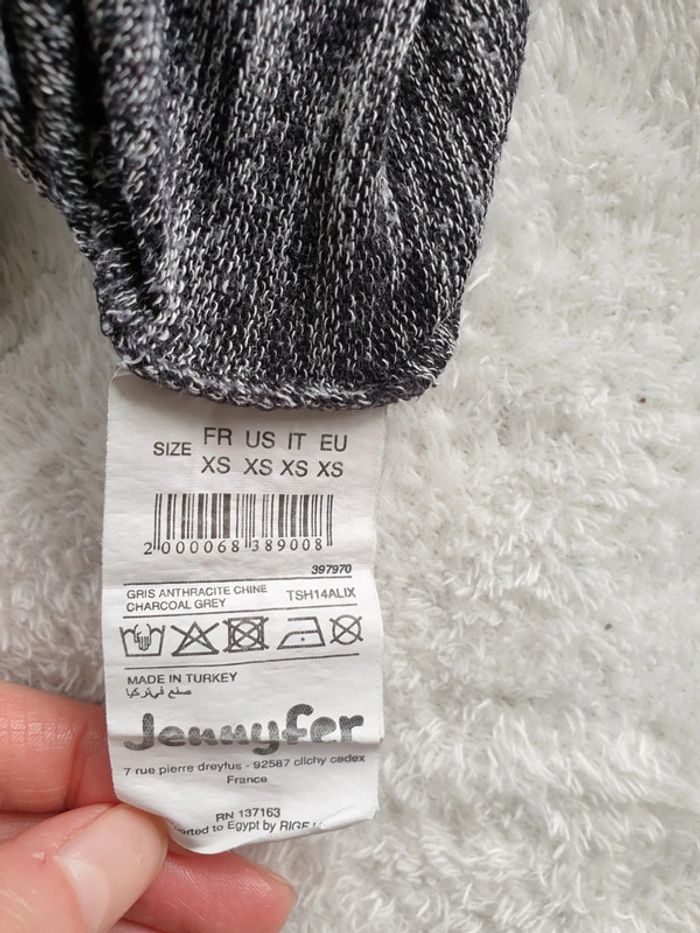 SIZE FR US IT EU
XS XS XS XS
2 000068 389008
397970
GRIS ANTHRACITE CHINE
CHARCOAL GREY TSH14ALIX
MADE IN TURKEY
صنع في تركيا
Jennyfer
7 rue pierre dreyfus - 92587 clichy cedex
France
RN 137163
to Egypt by